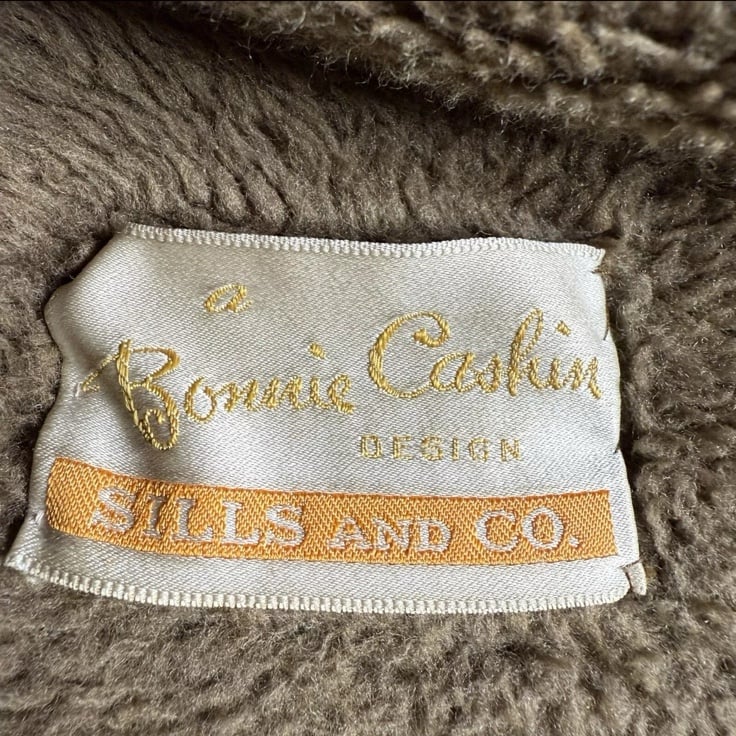 a
Bonnie Cashin
DESIGN
SILLS AND CO.